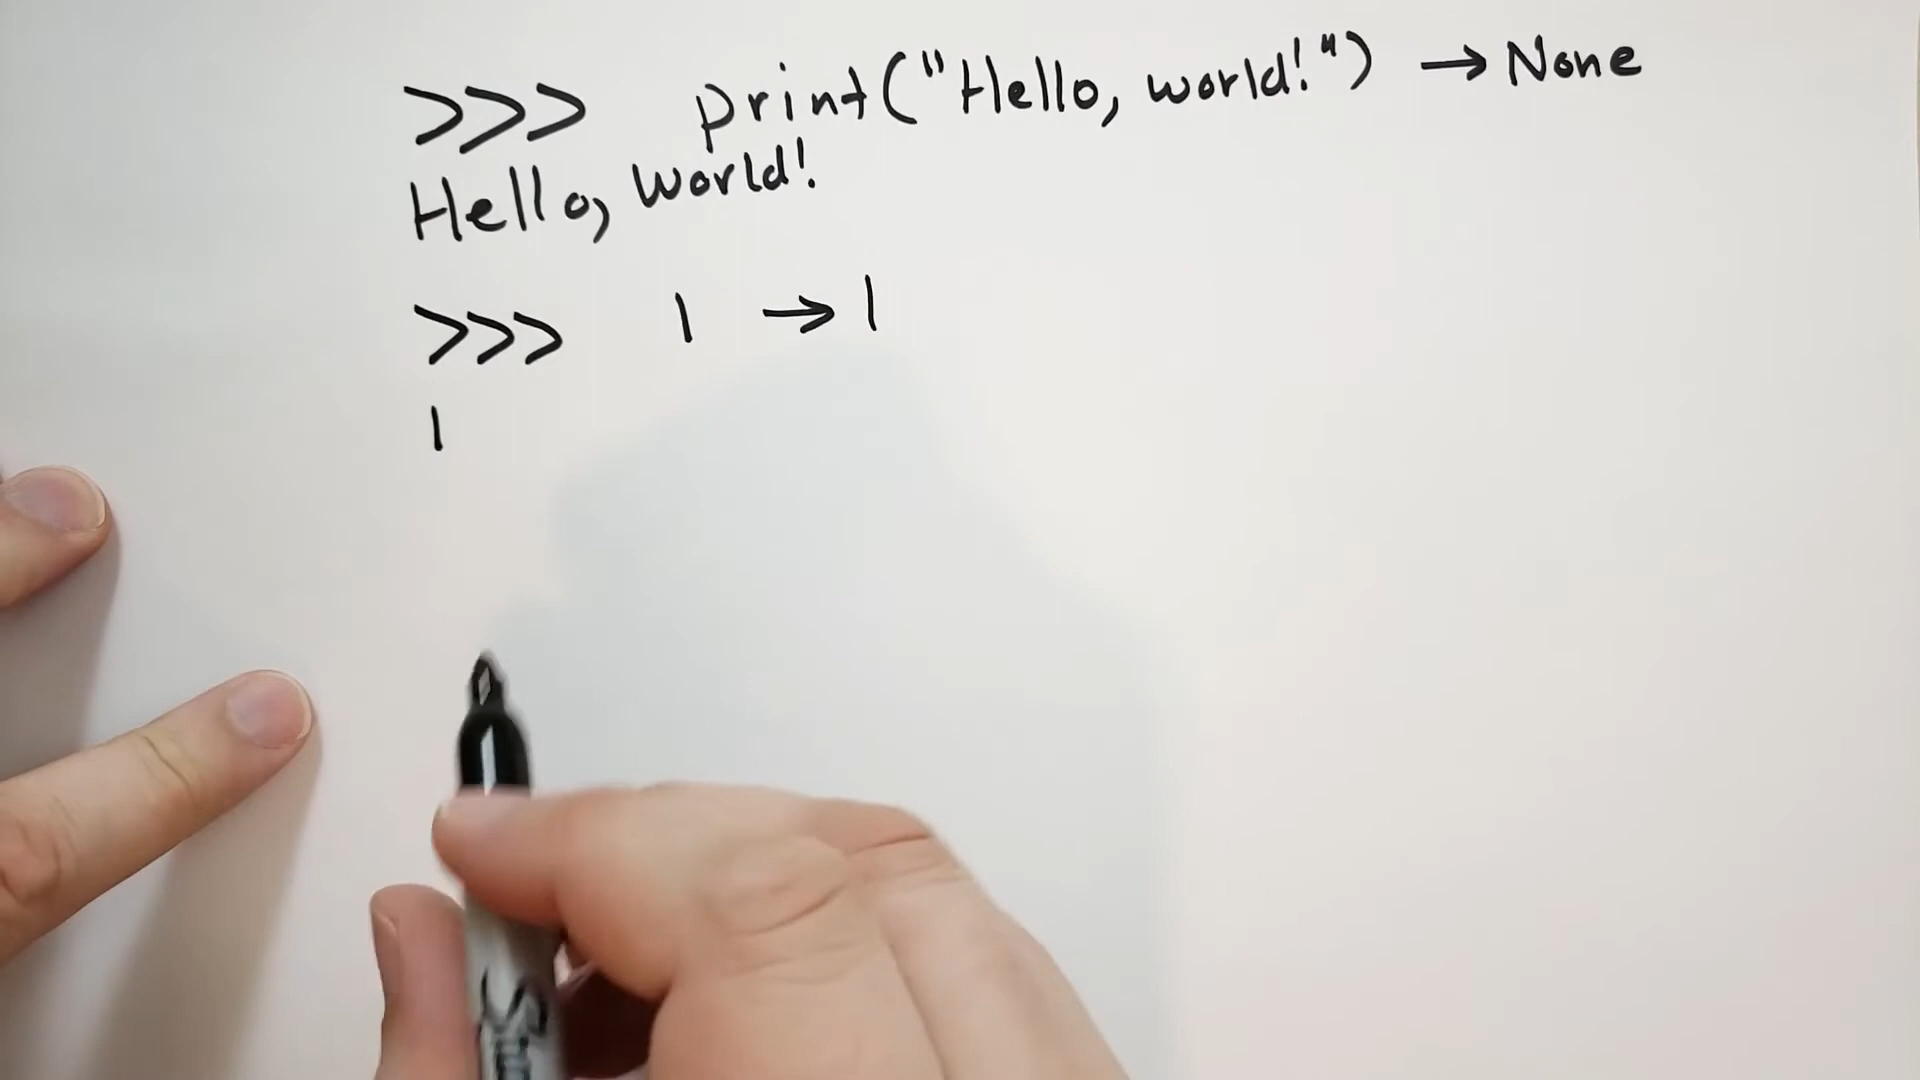 >>> print("Hello, world!") → None
Hello, world!
>>> 1 → 1
1